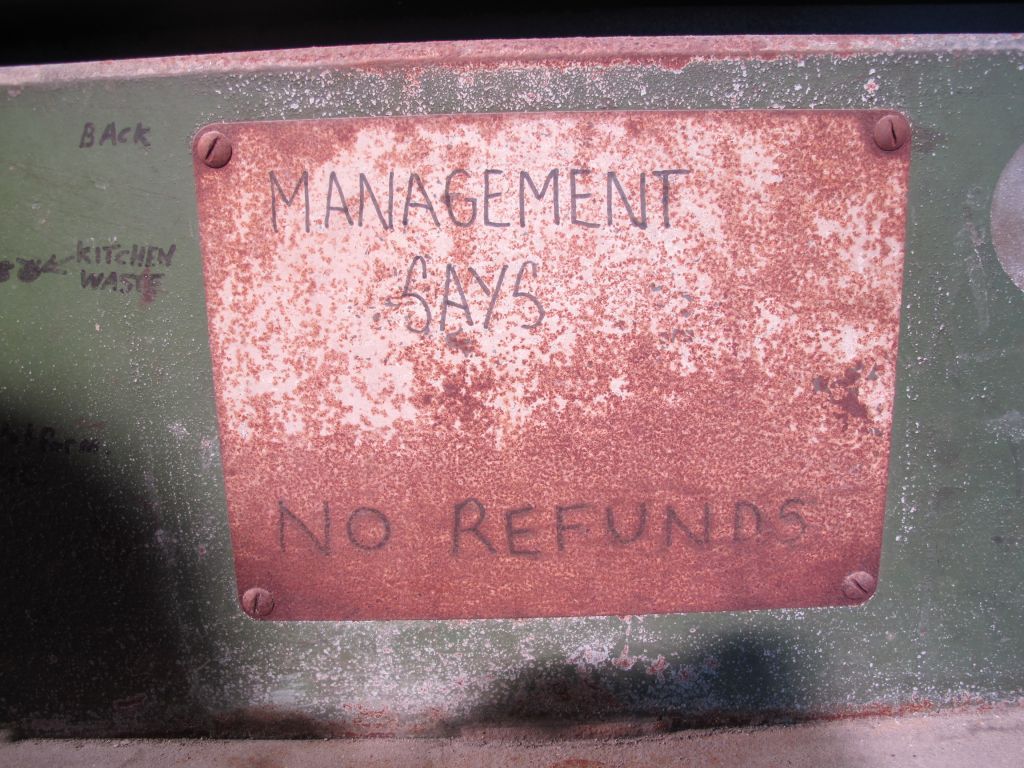 BACK
KITCHEN
WASTE
MANAGEMENT
SAYS
NO REFUNDS